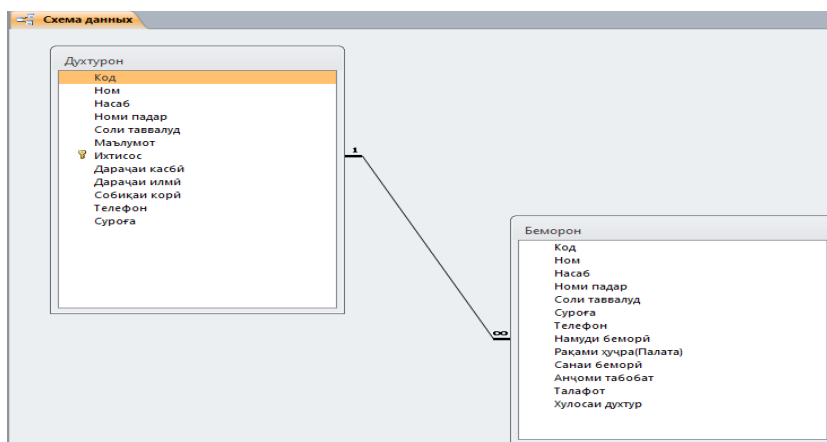 Схема данных
Духтурон
Код
Ном
Насаб
Номи падар
Соли таввалуд
Маълумот
Ихтисос
Дараҷаи касбӣ
Дараҷаи илмӣ
Собиқаи корӣ
Телефон
Суроға
1
∞
Беморон
Код
Ном
Насаб
Номи падар
Соли таввалуд
Суроға
Телефон
Намуди беморӣ
Рақами ҳуҷра(Палата)
Санаи беморӣ
Анҷоми табобат
Талафот
Хулосаи духтур